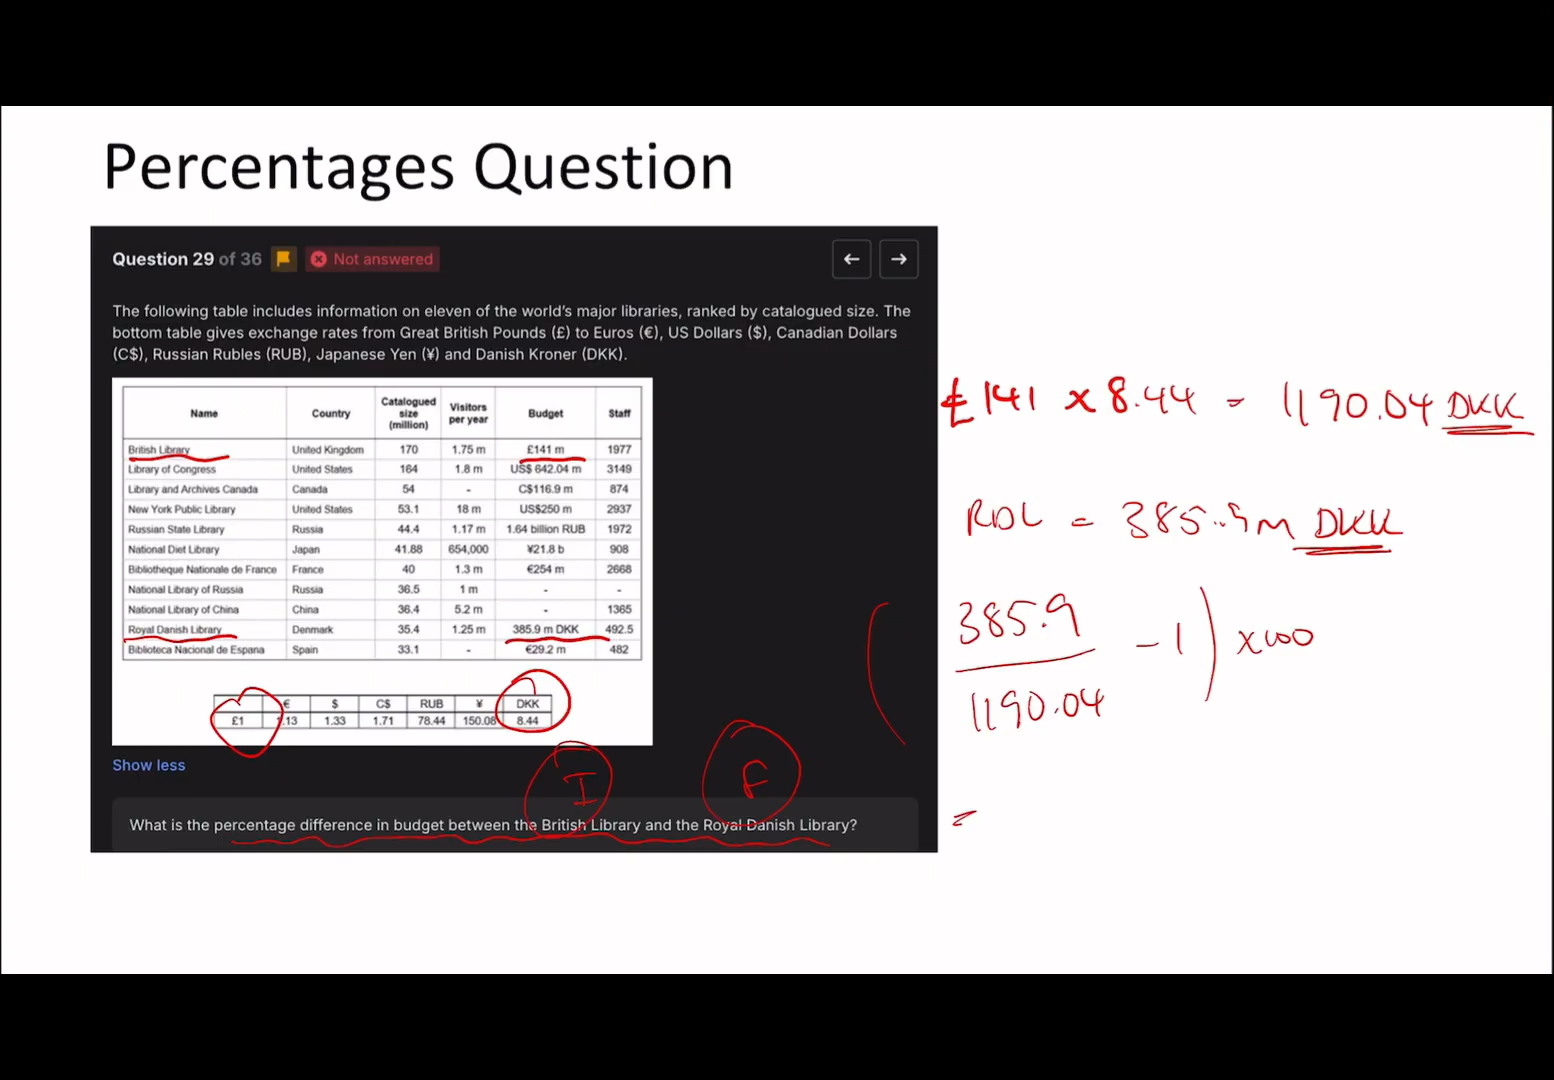 Percentages Question
Question 29 of 36 Not answered
The following table includes information on eleven of the world's major libraries, ranked by catalogued size. The
bottom table gives exchange rates from Great British Pounds (£) to Euros (€), US Dollars ($), Canadian Dollars
(C$), Russian Rubles (RUB), Japanese Yen (¥) and Danish Kroner (DKK).
Name Country Catalogued size (million) Visitors per year Budget Staff
British Library United Kingdom 170 1.75 m £141 m 1977
Library of Congress United States 164 1.8 m US$ 642.04 m 3149
Library and Archives Canada Canada 54 - C$116.9 m 874
New York Public Library United States 53.1 18 m US$250 m 2937
Russian State Library Russia 44.4 1.17 m 1.64 billion RUB 1972
National Diet Library Japan 41.88 654,000 ¥21.8 b 908
Bibliotheque Nationale de France France 40 1.3 m €254 m 2668
National Library of Russia Russia 36.5 1 m - -
National Library of China China 36.4 5.2 m - 1365
Royal Danish Library Denmark 35.4 1.25 m 385.9 m DKK 492.5
Biblioteca Nacional de Espana Spain 33.1 - €29.2 m 482
€ $ C$ RUB ¥ DKK
£1 1.13 1.33 1.71 78.44 150.08 8.44
Show less
I F
What is the percentage difference in budget between the British Library and the Royal Danish Library?
£141 x 8.44 = 1190.04 DKK
RDL = 385.9m DKK
(385.9
1190.04 - 1) x 100
=